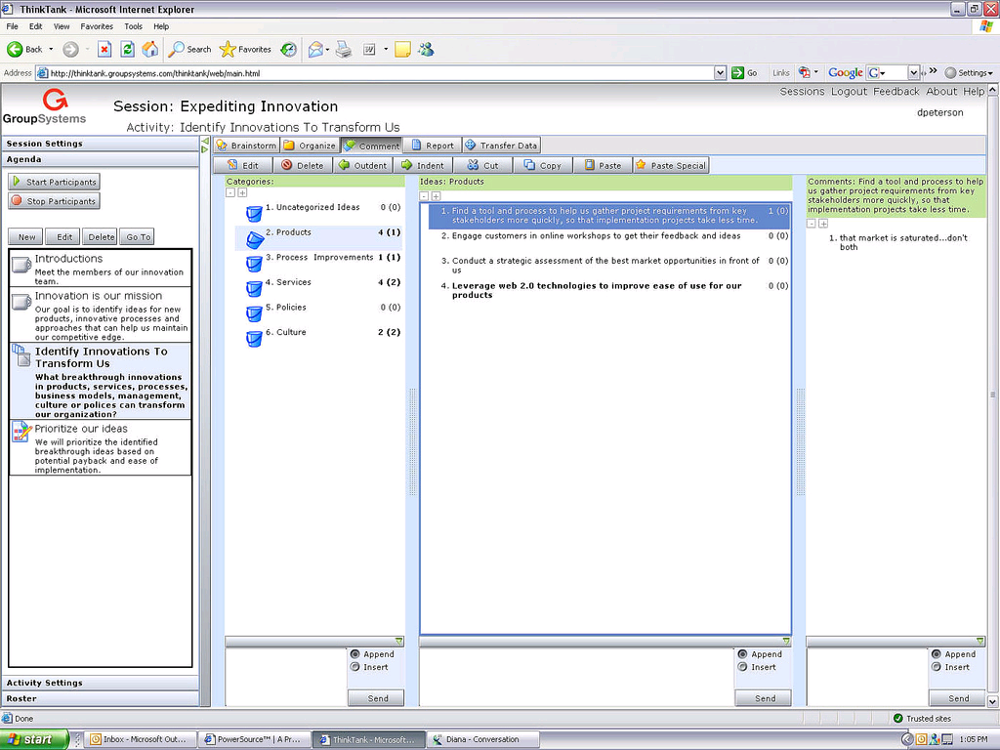 ThinkTank - Microsoft Internet Explorer
File Edit View Favorites Tools Help
Back Search Favorites
Address http://thinktank.groupsystems.com/thinktank/web/main.html Go Links Google G Settings
Sessions Logout Feedback About Help
GroupSystems
Session: Expediting Innovation
dpeterson
Activity: Identify Innovations To Transform Us
Session Settings
Agenda
Start Participants
Stop Participants
New Edit Delete Go To
Introductions
Meet the members of our innovation
team.
Innovation is our mission
Our goal is to identify ideas for new
products, innovative processes and
approaches that can help us maintain
our competitive edge.
Identify Innovations To
Transform Us
What breakthrough innovations
in products, services, processes,
business models, management,
culture or polices can transform
our organization?
Prioritize our ideas
We will prioritize the identified
breakthrough ideas based on
potential payback and ease of
implementation.
Activity Settings
Roster
Brainstorm Organize Comment Report Transfer Data
Edit Delete Outdent Indent Cut Copy Paste Paste Special
Categories:
- +
1. Uncategorized Ideas 0 (0)
2. Products 4 (1)
3. Process Improvements 1 (1)
4. Services 4 (2)
5. Policies 0 (0)
6. Culture 2 (2)
Append
Insert
Send
Ideas: Products
- +
1. Find a tool and process to help us gather project requirements from key 1 (0)
stakeholders more quickly, so that implementation projects take less time.
2. Engage customers in online workshops to get their feedback and ideas 0 (0)
3. Conduct a strategic assessment of the best market opportunities in front of 0 (0)
us
4. Leverage web 2.0 technologies to improve ease of use for our 0 (0)
products
Append
Insert
Send
Comments: Find a tool and process to help
us gather project requirements from key
stakeholders more quickly, so that
implementation projects take less time.
- +
1. that market is saturated...don't
both
Append
Insert
Send
Done Trusted sites
start Inbox - Microsoft Out... PowerSource™ | A Pr... ThinkTank - Microsoft... Diana - Conversation 1:05 PM